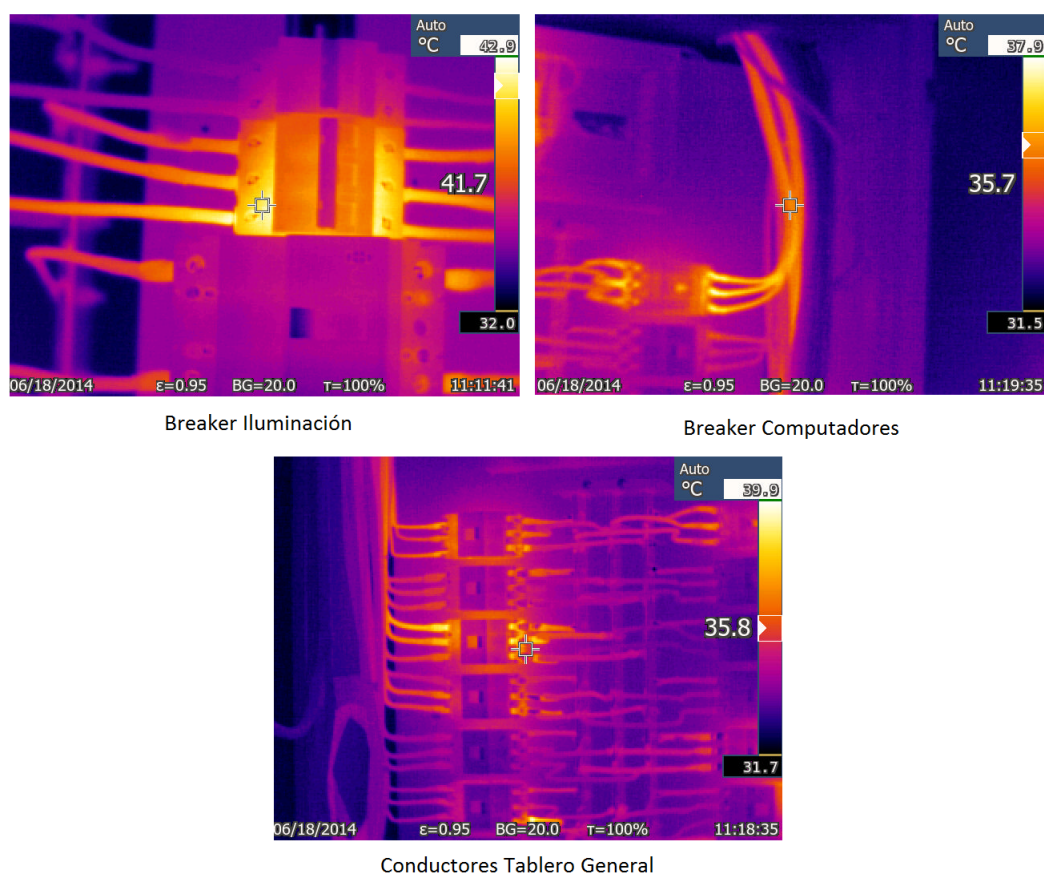 Auto
°C 42.9
41.7
32.0
06/18/2014 ε=0.95 BG=20.0 τ=100% 11:11:41
Breaker Iluminación
Auto
°C 37.9
35.7
31.5
06/18/2014 ε=0.95 BG=20.0 τ=100% 11:19:35
Breaker Computadores
Auto
°C 39.9
35.8
31.7
06/18/2014 ε=0.95 BG=20.0 τ=100% 11:18:35
Conductores Tablero General